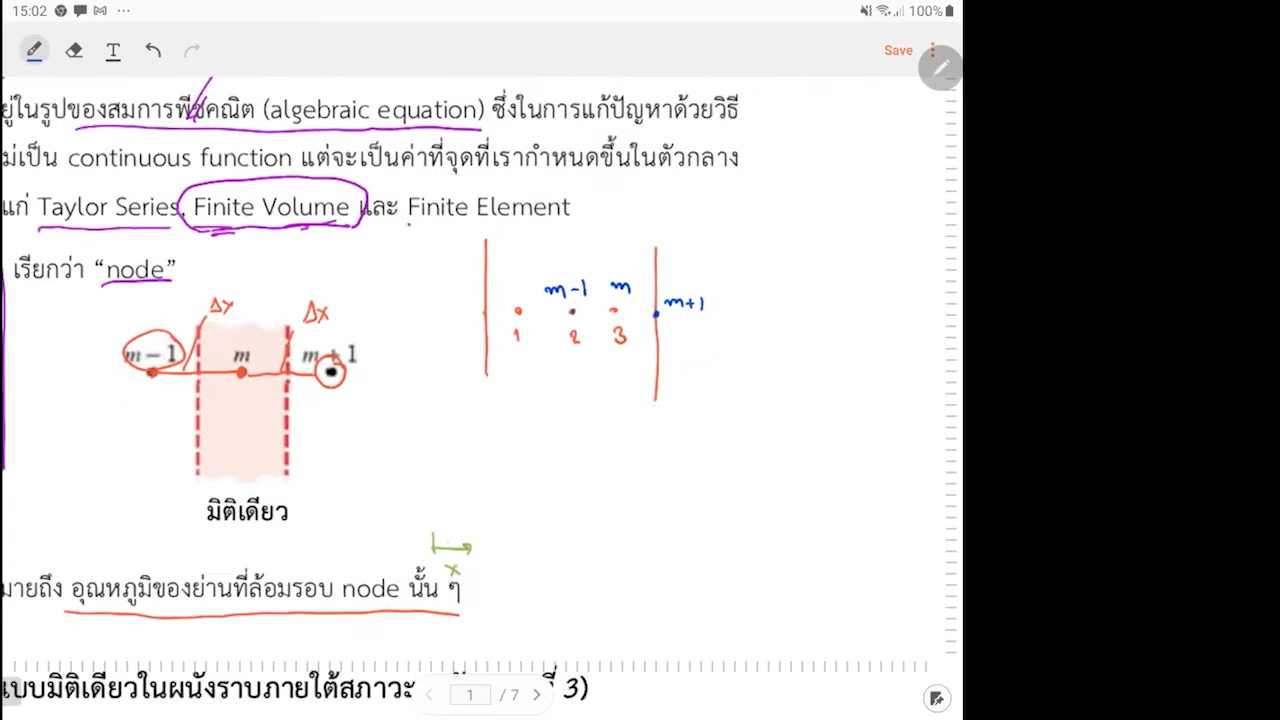 15:02 100%
Save
ยู่ในรูปของสมการพีชคณิต (algebraic equation) ซึ่งในการแก้ปัญหาด้วยวิธี
ม่เป็น continuous function แต่จะเป็นค่าที่จุดที่เรากำหนดขึ้นในตัวกลาง
แก่ Taylor Series, Finite Volume และ Finite Element
เรียกว่า “node”
m-1 m m+1
1 2 3
Δx Δx
m − 1 m m + 1
มิติเดียว
x
มายถึง อุณหภูมิของย่านที่ล้อมรอบ node นั้น ๆ
แบบมิติเดียวในผนังราบภายใต้สภาวะ ที่ 3)
1 / 7